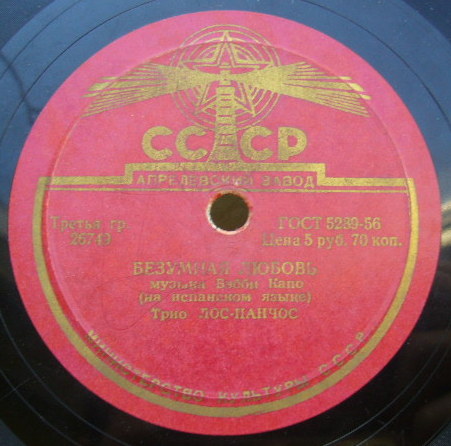 СССР
АПРЕЛЕВСКИЙ ЗАВОД
Третья гр.
26743
ГОСТ 5289-56
Цена 5 руб. 70 коп.
БЕЗУМНАЯ ЛЮБОВЬ
музыка Бобби Капо
(на испанском языке)
Трио ЛОС-ПАНЧОС
МИНИСТЕРСТВО КУЛЬТУРЫ СССР